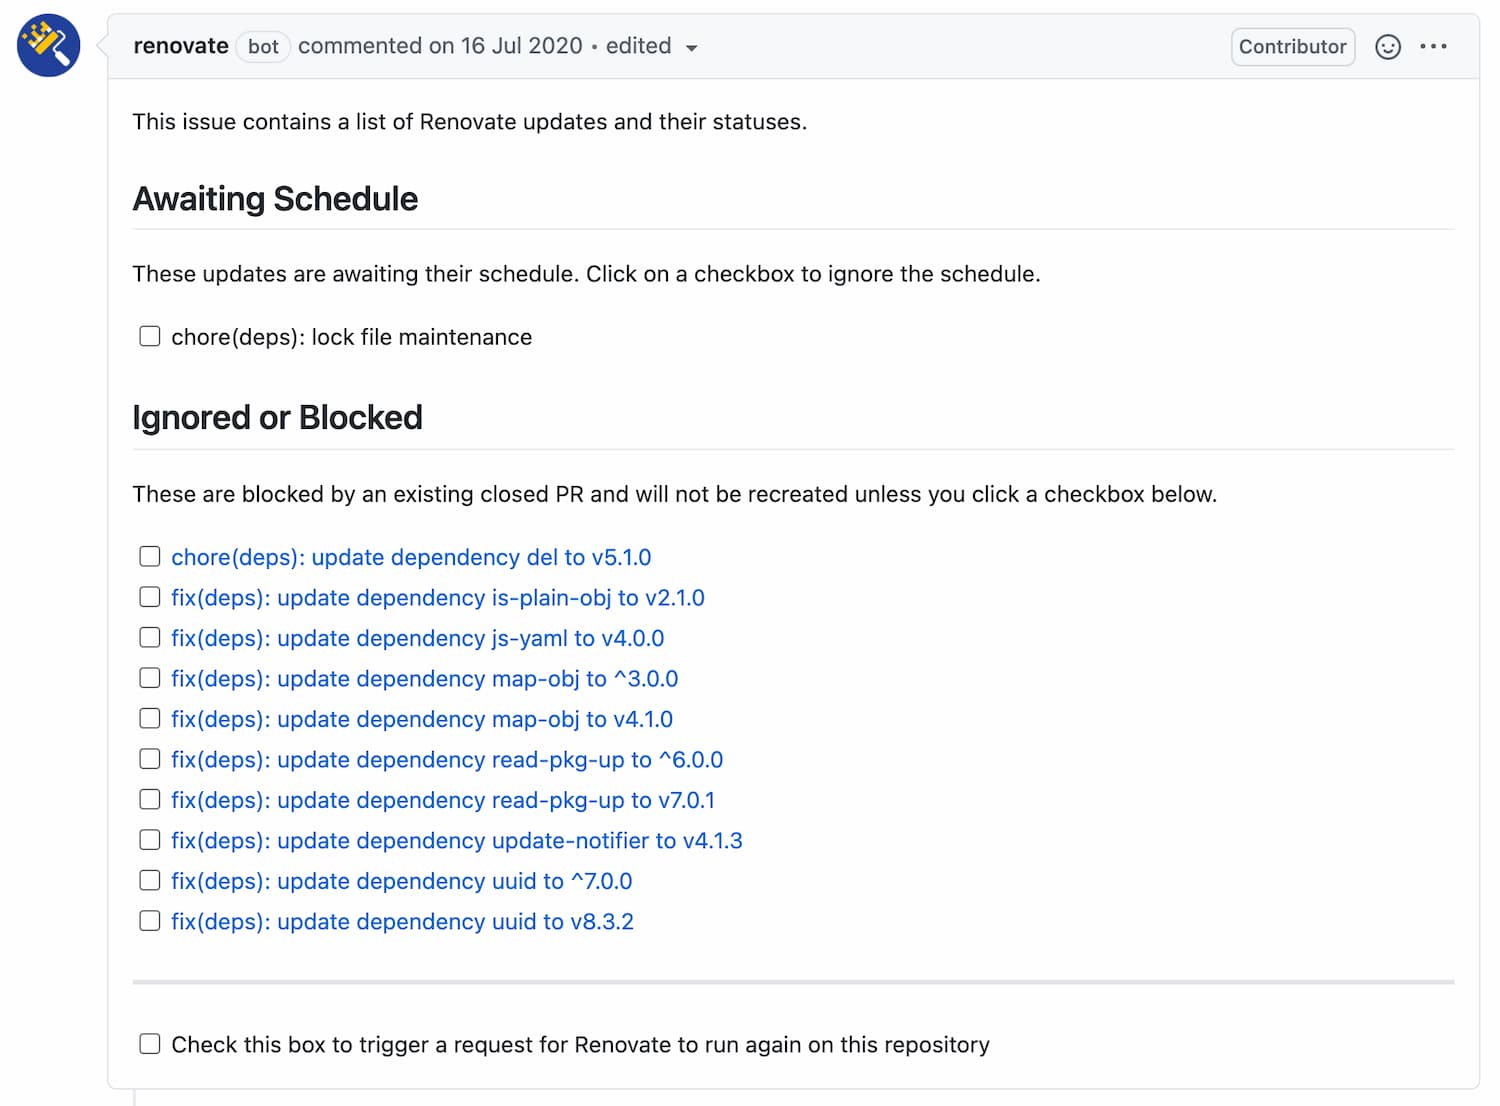 renovate bot commented on 16 Jul 2020 • edited Contributor
This issue contains a list of Renovate updates and their statuses.
Awaiting Schedule
These updates are awaiting their schedule. Click on a checkbox to ignore the schedule.
chore(deps): lock file maintenance
Ignored or Blocked
These are blocked by an existing closed PR and will not be recreated unless you click a checkbox below.
chore(deps): update dependency del to v5.1.0
fix(deps): update dependency is-plain-obj to v2.1.0
fix(deps): update dependency js-yaml to v4.0.0
fix(deps): update dependency map-obj to ^3.0.0
fix(deps): update dependency map-obj to v4.1.0
fix(deps): update dependency read-pkg-up to ^6.0.0
fix(deps): update dependency read-pkg-up to v7.0.1
fix(deps): update dependency update-notifier to v4.1.3
fix(deps): update dependency uuid to ^7.0.0
fix(deps): update dependency uuid to v8.3.2
Check this box to trigger a request for Renovate to run again on this repository